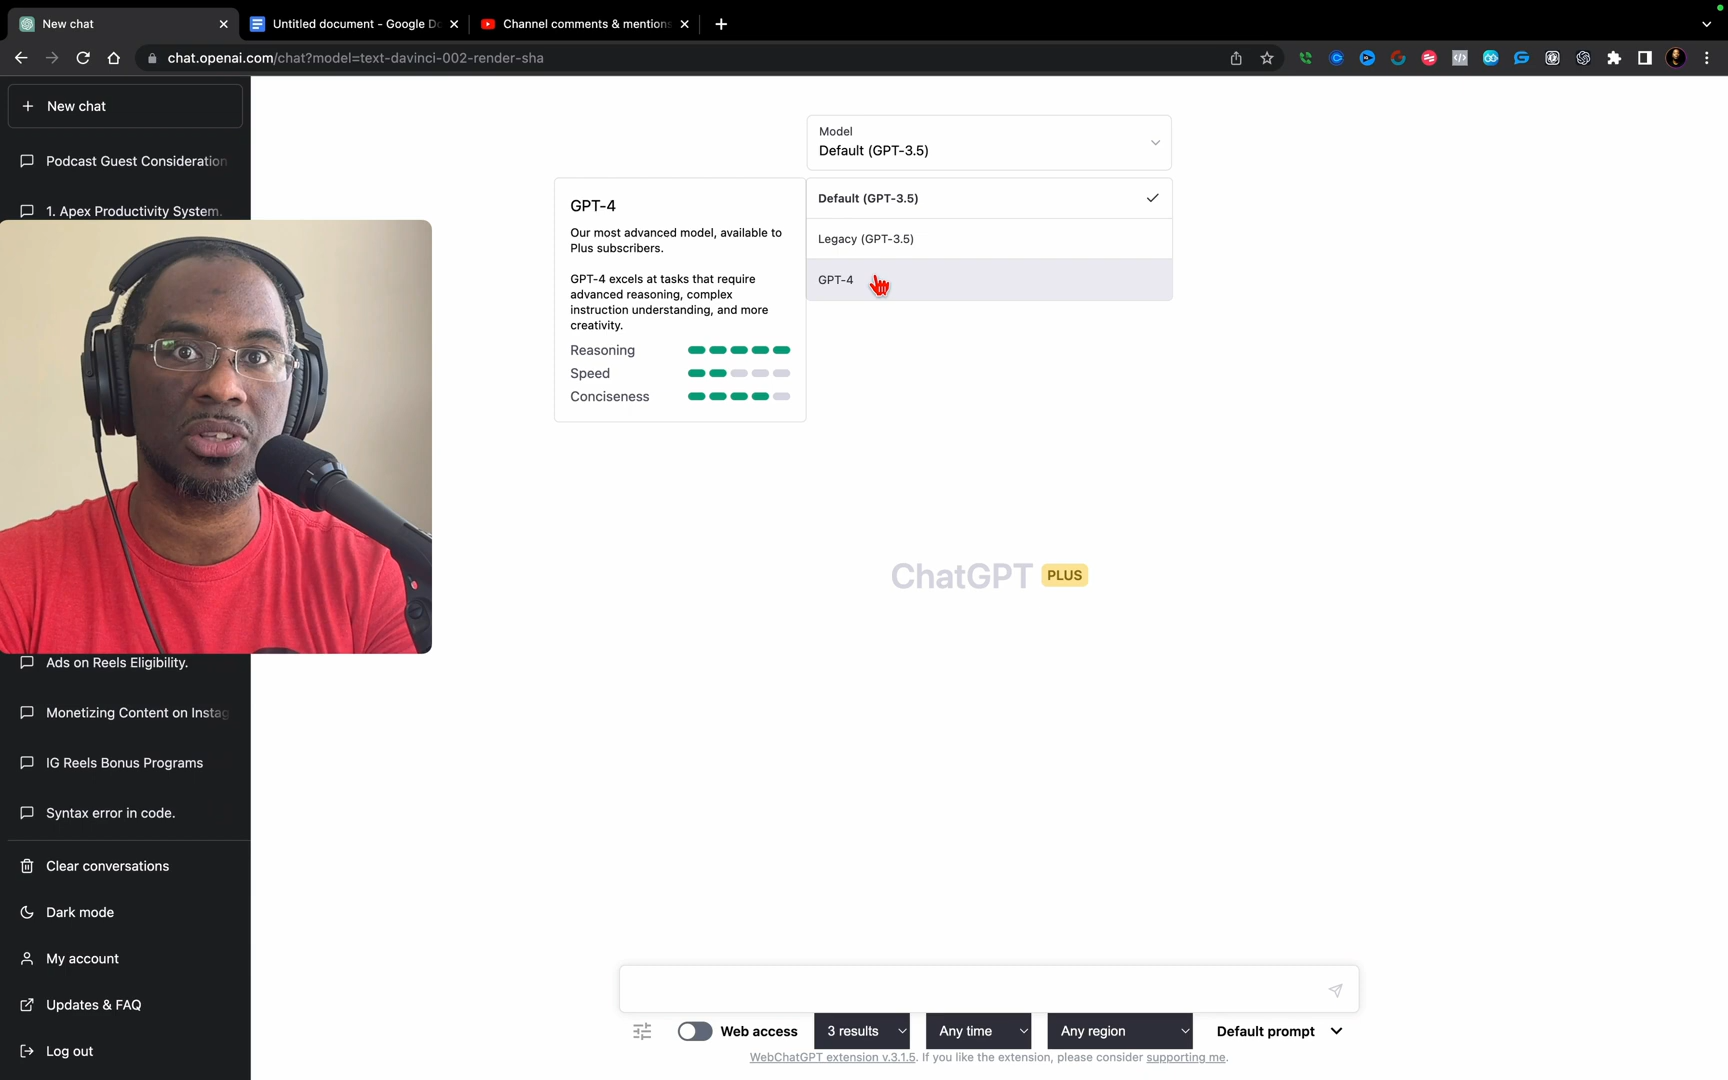 New chat
Untitled document - Google Do
Channel comments & mentions
chat.openai.com/chat?model=text-davinci-002-render-sha
New chat
Podcast Guest Consideration
1. Apex Productivity System.
Ads on Reels Eligibility.
Monetizing Content on Instag
IG Reels Bonus Programs
Syntax error in code.
Clear conversations
Dark mode
My account
Updates & FAQ
Log out
Model
Default (GPT-3.5)
Default (GPT-3.5)
Legacy (GPT-3.5)
GPT-4
GPT-4
Our most advanced model, available to
Plus subscribers.
GPT-4 excels at tasks that require
advanced reasoning, complex
instruction understanding, and more
creativity.
Reasoning
Speed
Conciseness
ChatGPT PLUS
Web access
3 results
Any time
Any region
Default prompt
WebChatGPT extension v.3.1.5. If you like the extension, please consider supporting me.